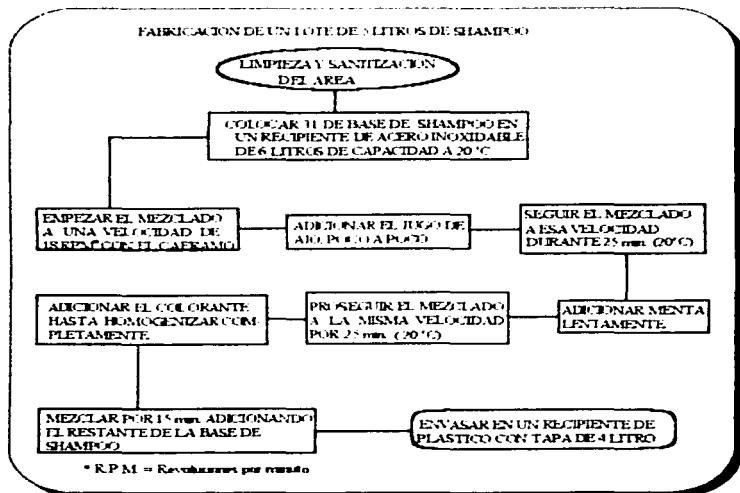 FABRICACION DE UN LOTE DE 5 LITROS DE SHAMPOO
LIMPIEZA Y SANITIZACION
DEL AREA
COLOCAR 3 l DE BASE DE SHAMPOO EN
UN RECIPIENTE DE ACERO INOXIDABLE
DE 6 LITROS DE CAPACIDAD A 20 °C
EMPEZAR EL MEZCLADO
A UNA VELOCIDAD DE
18 RPM* CON EL CAFRAMO
ADICIONAR EL JUGO DE
AJO, POCO A POCO
SEGUIR EL MEZCLADO
A ESA VELOCIDAD
DURANTE 25 min. (20°C)
ADICIONAR MENTA
LENTAMENTE
PROSEGUIR EL MEZCLADO
A LA MISMA VELOCIDAD
POR 25 min. (20°C)
ADICIONAR EL COLORANTE
HASTA HOMOGENIZAR COM-
PLETAMENTE
MEZCLAR POR 15 min. ADICIONANDO
EL RESTANTE DE LA BASE DE
SHAMPOO
ENVASAR EN UN RECIPIENTE DE
PLASTICO CON TAPA DE 4 LITRO
* R.P.M. = Revoluciones por minuto